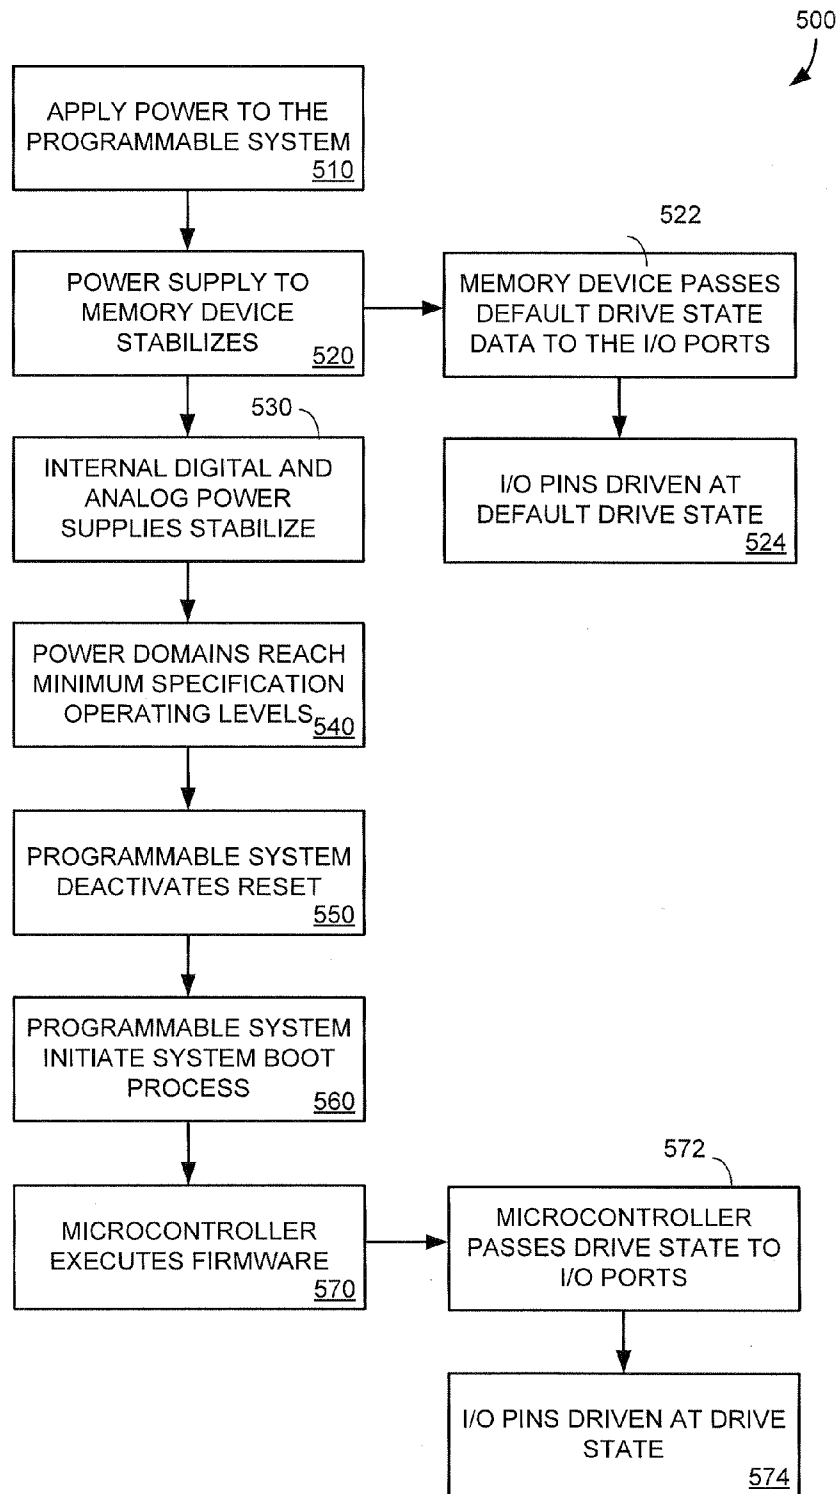 500
APPLY POWER TO THE
PROGRAMMABLE SYSTEM
510
POWER SUPPLY TO
MEMORY DEVICE
STABILIZES
520
522
MEMORY DEVICE PASSES
DEFAULT DRIVE STATE
DATA TO THE I/O PORTS
530
INTERNAL DIGITAL AND
ANALOG POWER
SUPPLIES STABILIZE
I/O PINS DRIVEN AT
DEFAULT DRIVE STATE
524
POWER DOMAINS REACH
MINIMUM SPECIFICATION
OPERATING LEVELS
540
PROGRAMMABLE SYSTEM
DEACTIVATES RESET
550
PROGRAMMABLE SYSTEM
INITIATE SYSTEM BOOT
PROCESS
560
MICROCONTROLLER
EXECUTES FIRMWARE
570
572
MICROCONTROLLER
PASSES DRIVE STATE TO
I/O PORTS
I/O PINS DRIVEN AT DRIVE
STATE
574